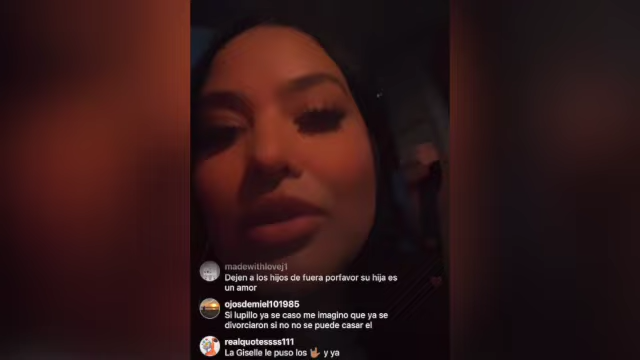 madewithlovej1
Dejen a los hijos de fuera porfavor su hija es
un amor
ojosdemiel101985
Si lupillo ya se caso me imagino que ya se
divorciaron si no no se puede casar el
realquotessss111
La Giselle le puso los 🤟 y ya